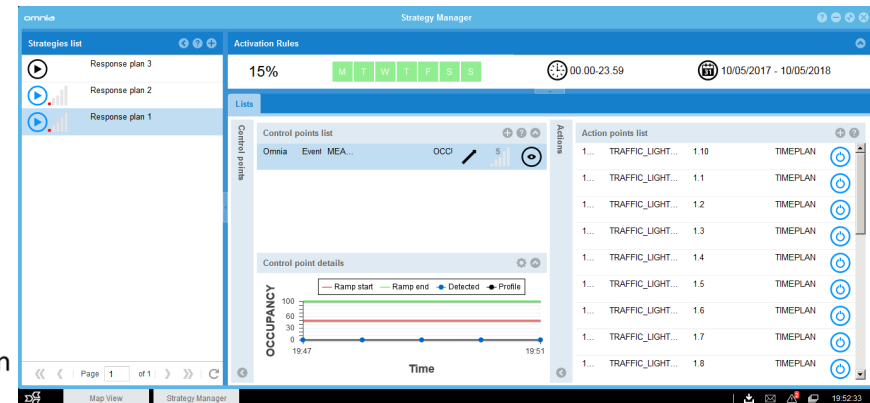 omnia
Strategy Manager
Strategies list
Activation Rules
Response plan 3
Response plan 2
Response plan 1
15%
M T W T F S S
00.00-23.59
31
10/05/2017 - 10/05/2018
Lists
Control points
Control points list
Omnia Event MEA... OCCI 5
Actions
Action points list
1... TRAFFIC_LIGHT... 1.10 TIMEPLAN
1... TRAFFIC_LIGHT... 1.1 TIMEPLAN
1... TRAFFIC_LIGHT... 1.2 TIMEPLAN
1... TRAFFIC_LIGHT... 1.3 TIMEPLAN
1... TRAFFIC_LIGHT... 1.4 TIMEPLAN
1... TRAFFIC_LIGHT... 1.5 TIMEPLAN
1... TRAFFIC_LIGHT... 1.6 TIMEPLAN
1... TRAFFIC_LIGHT... 1.7 TIMEPLAN
1... TRAFFIC_LIGHT... 1.8 TIMEPLAN
Control point details
Ramp start Ramp end Detected Profile
OCCUPANCY
100
60
30
0
19:47
19:51
Time
Page 1 of 1
Map View
Strategy Manager
19:52:33